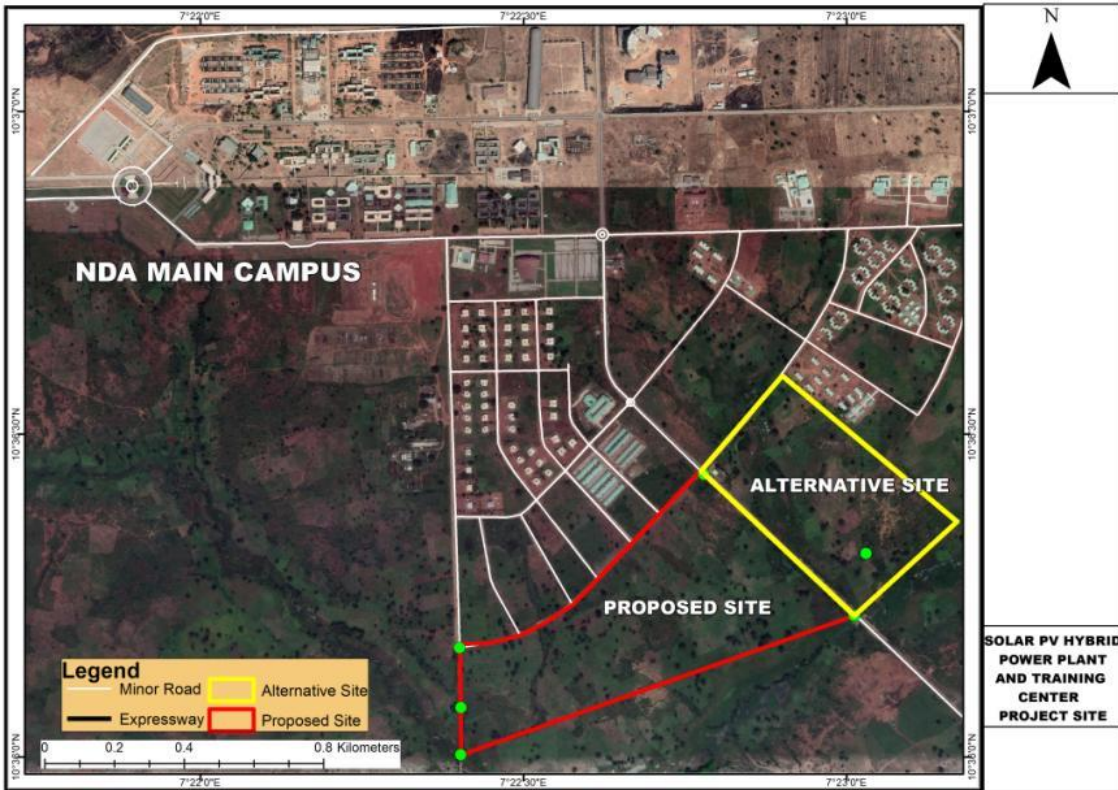 7°22'0"E 7°22'30"E 7°23'0"E
N
10°37'0"N 10°37'0"N
NDA MAIN CAMPUS
10°36'30"N 10°36'30"N
ALTERNATIVE SITE
PROPOSED SITE
Legend
Minor Road Alternative Site
Expressway Proposed Site
0 0.2 0.4 0.8 Kilometers
10°36'0"N 10°36'0"N
7°22'0"E 7°22'30"E 7°23'0"E
SOLAR PV HYBRID
POWER PLANT
AND TRAINING
CENTER
PROJECT SITE